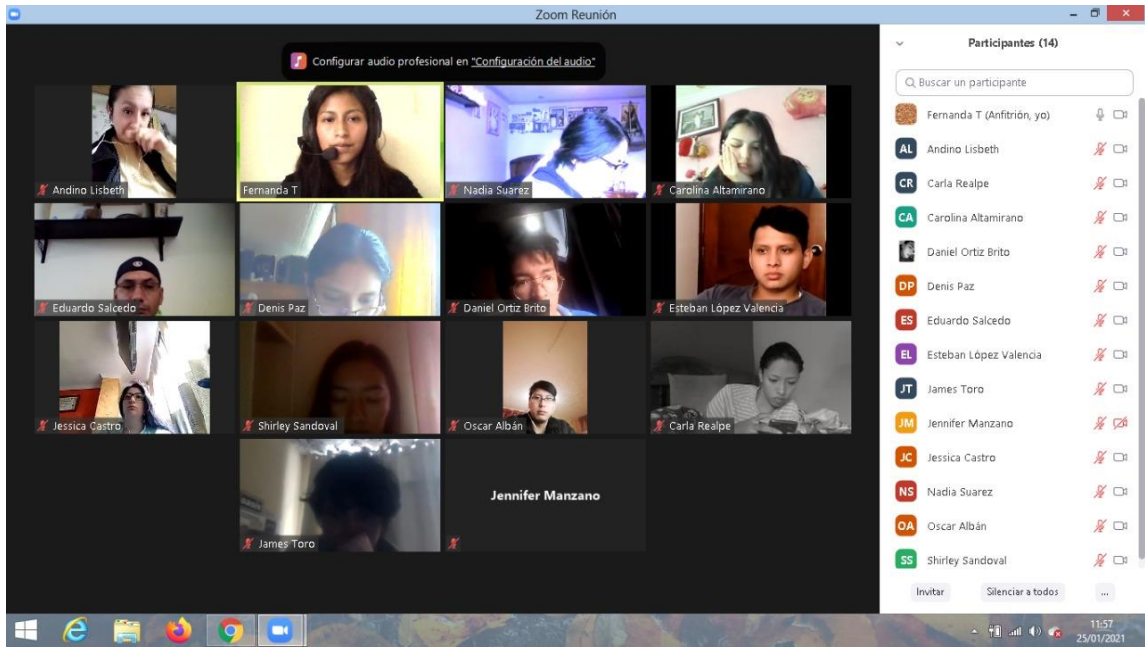 Zoom Reunión
Configurar audio profesional en "Configuración del audio"
Andino Lisbeth
Fernanda T
Nadia Suarez
Carolina Altamirano
Eduardo Salcedo
Denis Paz
Daniel Ortiz Brito
Esteban López Valencia
Jessica Castro
Shirley Sandoval
Oscar Albán
Carla Realpe
James Toro
Jennifer Manzano
Participantes (14)
Buscar un participante
Fernanda T (Anfitrión, yo)
AL Andino Lisbeth
CR Carla Realpe
CA Carolina Altamirano
Daniel Ortiz Brito
DP Denis Paz
ES Eduardo Salcedo
EL Esteban López Valencia
JT James Toro
JM Jennifer Manzano
JC Jessica Castro
NS Nadia Suarez
OA Oscar Albán
SS Shirley Sandoval
Invitar Silenciar a todos ...
11:57
25/01/2021